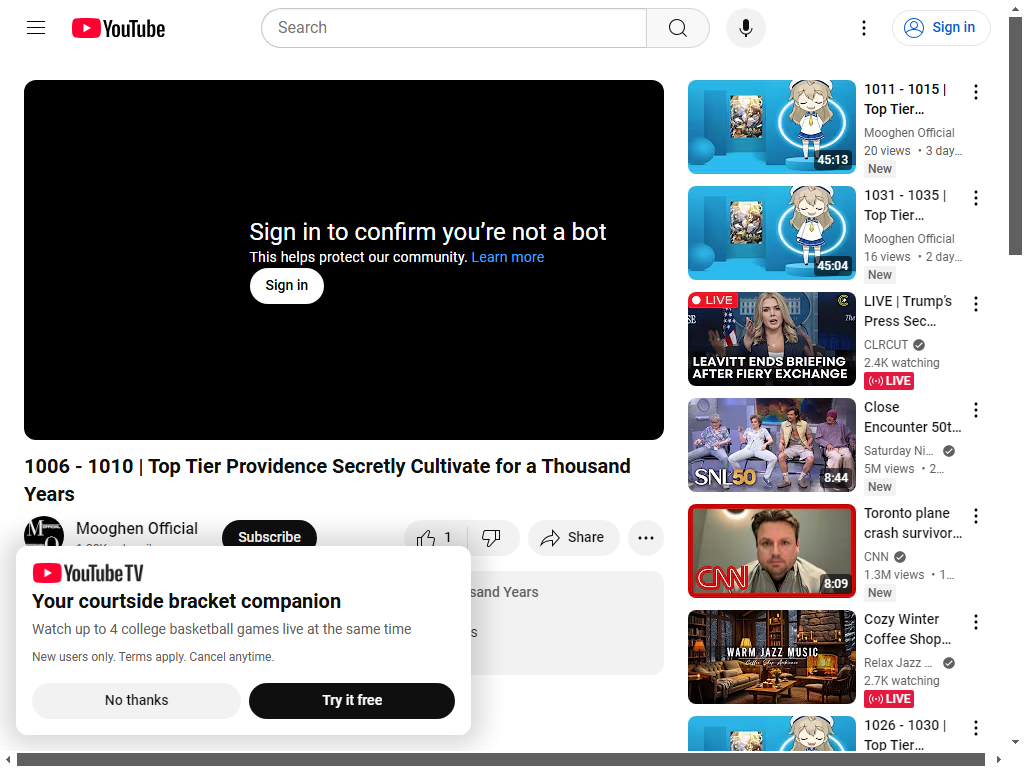 YouTube
Search
Sign in
Sign in to confirm you're not a bot
This helps protect our community. Learn more
Sign in
1006 - 1010 | Top Tier Providence Secretly Cultivate for a Thousand
Years
Mooghen Official
Subscribe
1
Share
YouTube TV
Your courtside bracket companion
Watch up to 4 college basketball games live at the same time
New users only. Terms apply. Cancel anytime.
No thanks
Try it free
sand Years
s
45:13
1011 - 1015 |
Top Tier...
Mooghen Official
20 views • 3 day...
New
45:04
1031 - 1035 |
Top Tier...
Mooghen Official
16 views • 2 day...
New
LIVE
LEAVITT ENDS BRIEFING
AFTER FIERY EXCHANGE
LIVE | Trump's
Press Sec...
CLRCUT
2.4K watching
LIVE
SNL50
8:44
Close
Encounter 50t...
Saturday Ni...
5M views • 2...
New
CNN
8:09
Toronto plane
crash survivor...
CNN
1.3M views • 1...
New
WARM JAZZ MUSIC
Coffee Shop Ambience
Cozy Winter
Coffee Shop...
Relax Jazz ...
2.7K watching
LIVE
1026 - 1030 |
Top Tier...